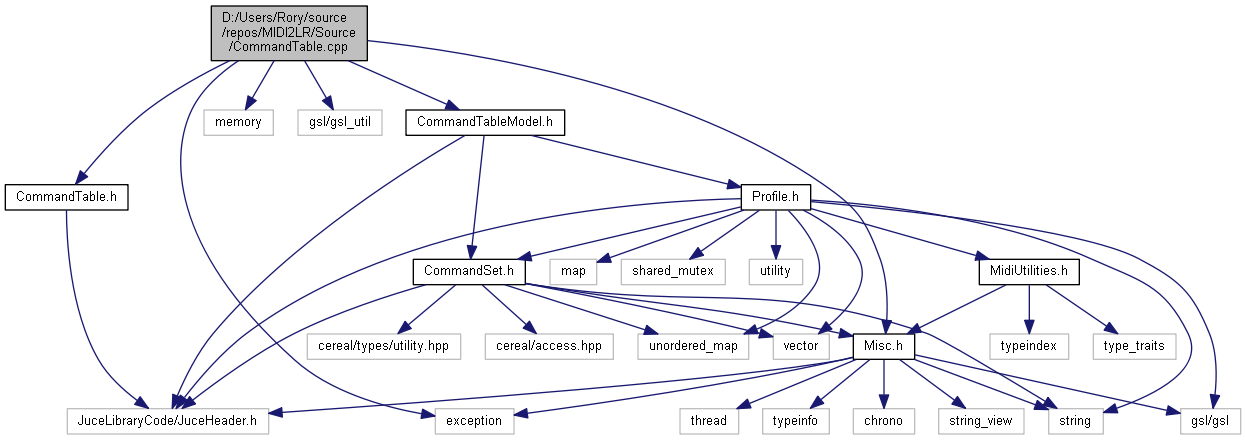 D:/Users/Rory/source
/repos/MIDI2LR/Source
/CommandTable.cpp
memory
gsl/gsl_util
CommandTableModel.h
CommandTable.h
Profile.h
CommandSet.h
map
shared_mutex
utility
MidiUtilities.h
cereal/types/utility.hpp
cereal/access.hpp
unordered_map
vector
Misc.h
typeindex
type_traits
JuceLibraryCode/JuceHeader.h
exception
thread
typeinfo
chrono
string_view
string
gsl/gsl